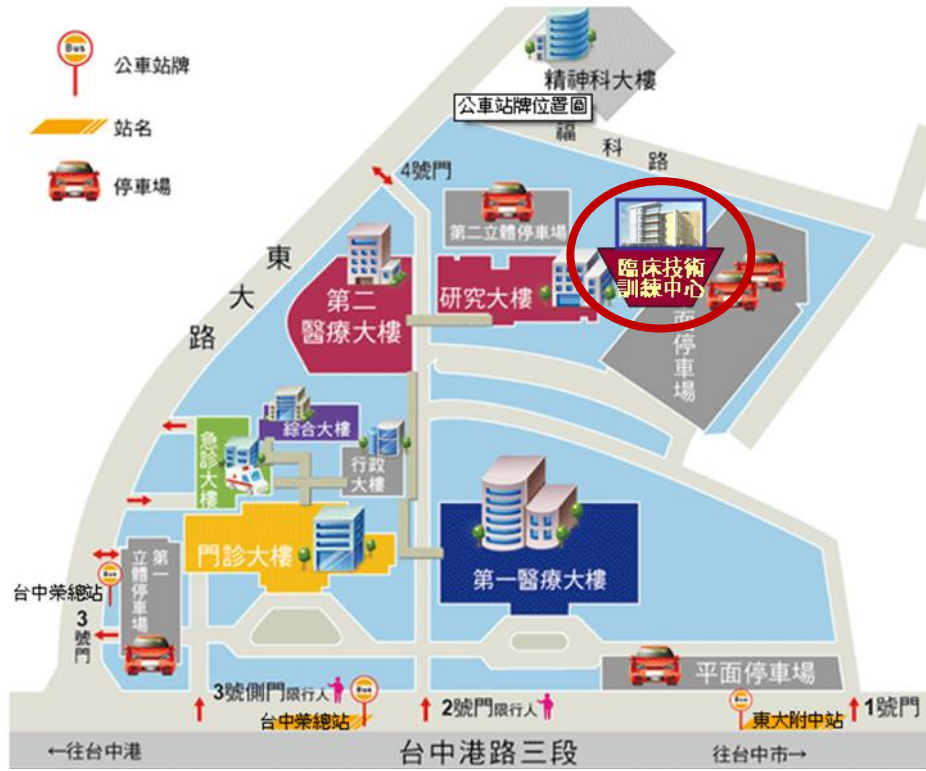 Bus
公車站牌
站名
停車場
精神科大樓
公車站牌位置圖
福科路
4號門
東大路
第二立體停車場
臨床技術
訓練中心
第二
醫療大樓
研究大樓
面停車場
綜合大樓
急診大樓
行政
大樓
門診大樓
第一醫療大樓
第一
立體停車場
Bus
台中榮總站
3號門
平面停車場
3號側門限行人
Bus
台中榮總站
2號門限行人
Bus
東大附中站
1號門
←往台中港
台中港路三段
往台中市→